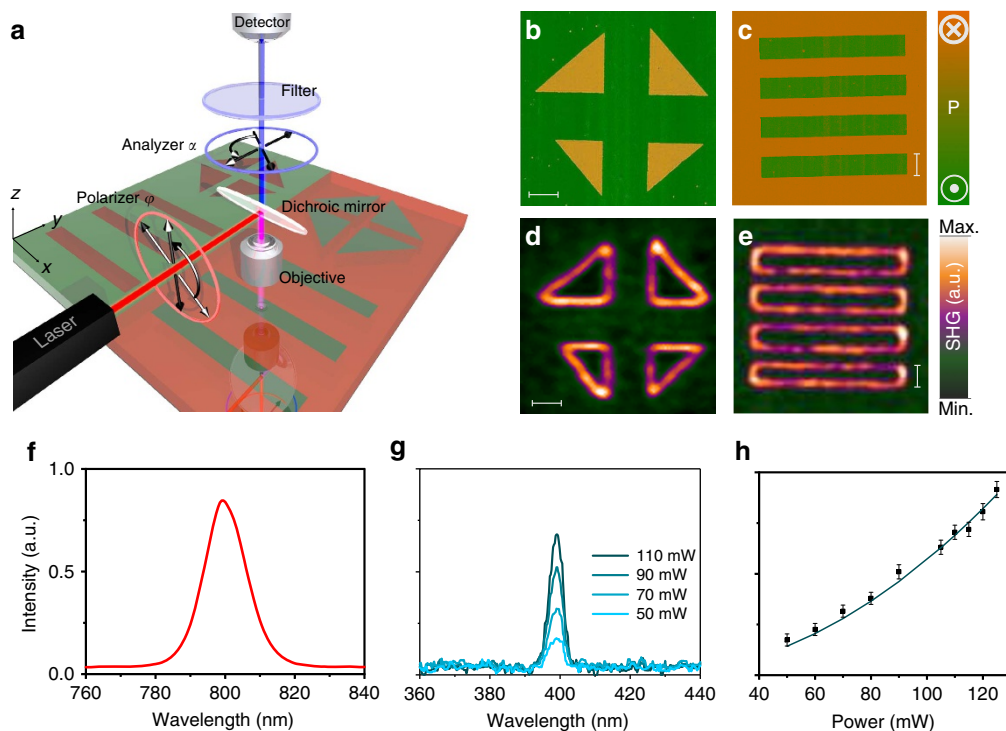 a
Detector
Filter
Analyzer α
Polarizer φ
Dichroic mirror
Objective
Laser
z
y
x
b
c
P
d
e
Max.
SHG (a.u.)
Min.
f
1.0
0.5
0.0
Intensity (a.u.)
760 780 800 820 840
Wavelength (nm)
g
110 mW
90 mW
70 mW
50 mW
360 380 400 420 440
Wavelength (nm)
h
40 60 80 100 120
Power (mW)